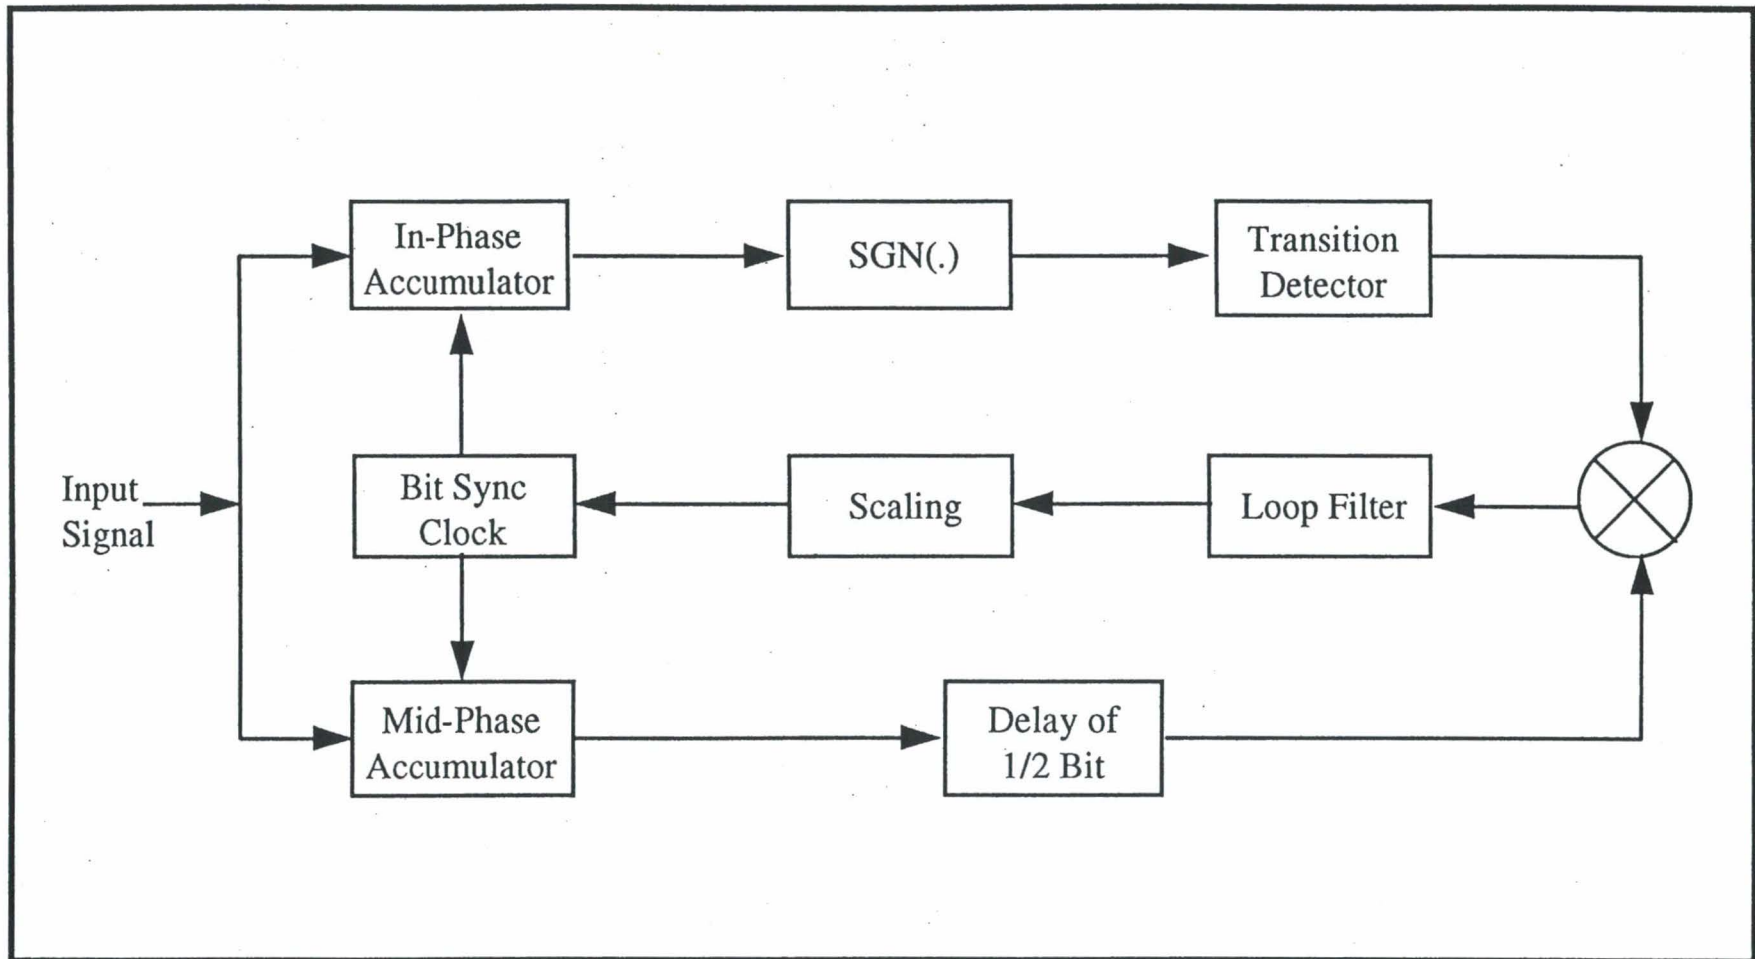 In-Phase
Accumulator
SGN(.)
Transition
Detector
Input
Signal
Bit Sync
Clock
Scaling
Loop Filter
Mid-Phase
Accumulator
Delay of
1/2 Bit